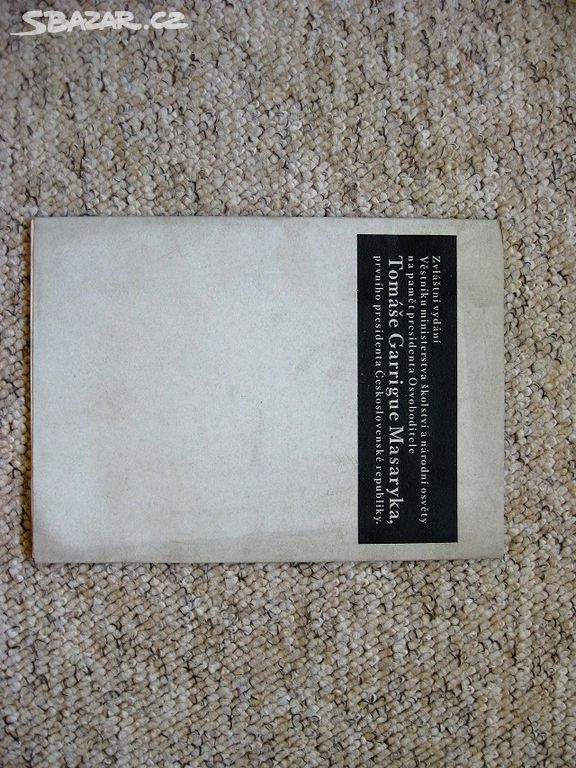 SBAZAR.CZ
Zvláštní vydání
Věstníku ministerstva školství a národní osvěty
na paměť presidenta Osvoboditele
Tomáše Garrigue Masaryka,
prvního presidenta Československé republiky.